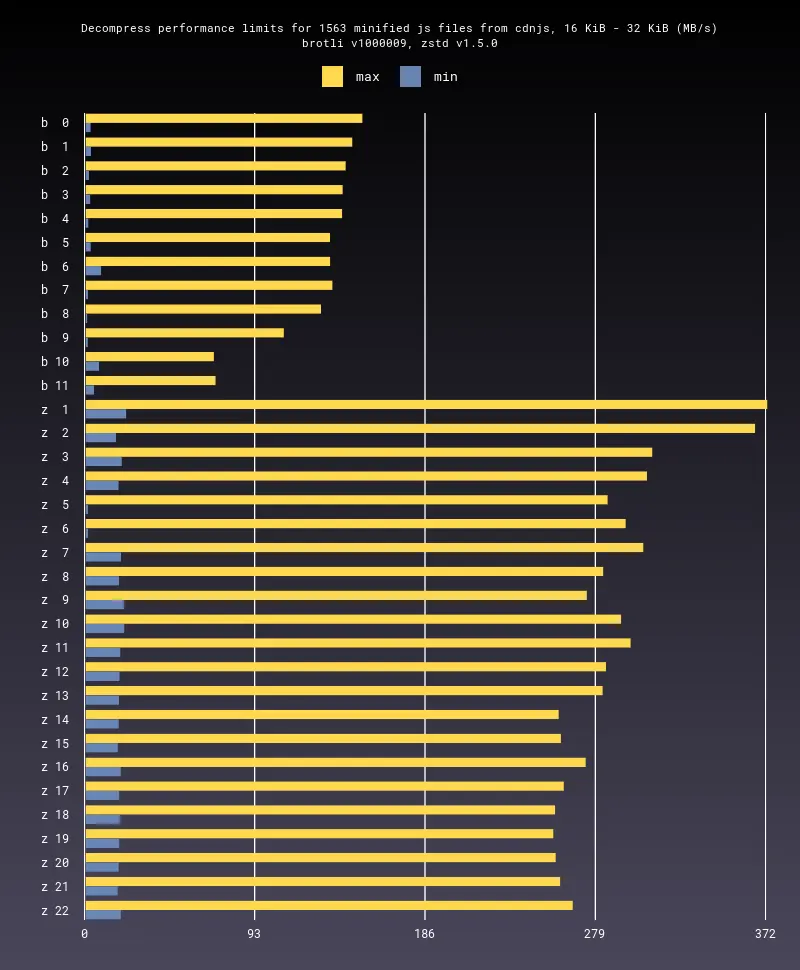 Decompress performance limits for 1563 minified js files from cdnjs, 16 KiB - 32 KiB (MB/s)
brotli v1000009, zstd v1.5.0
max min
b 0
b 1
b 2
b 3
b 4
b 5
b 6
b 7
b 8
b 9
b 10
b 11
z 1
z 2
z 3
z 4
z 5
z 6
z 7
z 8
z 9
z 10
z 11
z 12
z 13
z 14
z 15
z 16
z 17
z 18
z 19
z 20
z 21
z 22
0 93 186 279 372